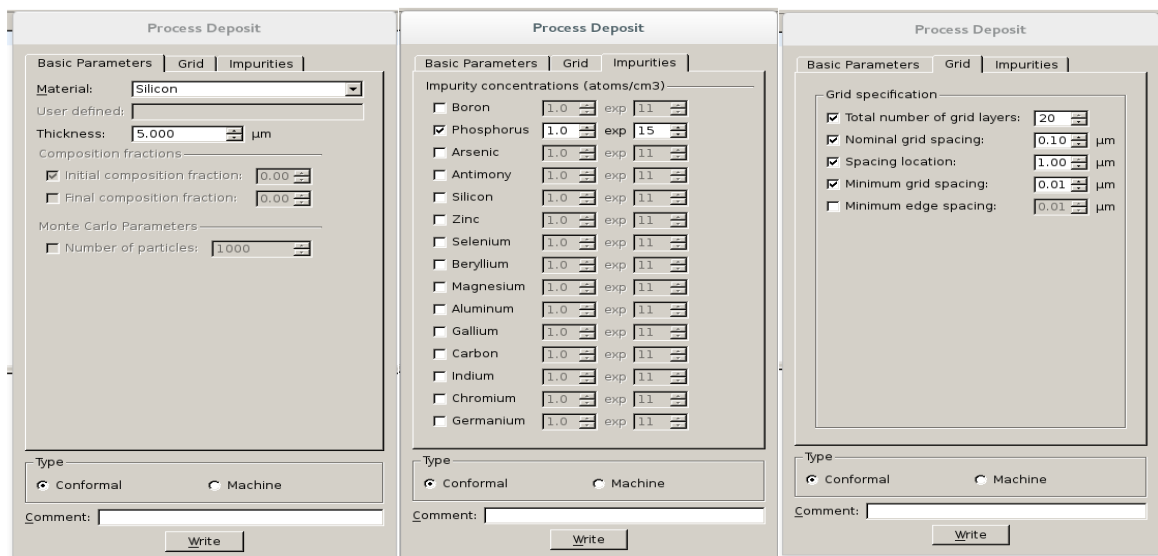 Process Deposit
Basic Parameters Grid Impurities
Material: Silicon
User defined:
Thickness: 5.000 µm
Composition fractions
Initial composition fraction: 0.00
Final composition fraction: 0.00
Monte Carlo Parameters
Number of particles: 1000
Type
Conformal Machine
Comment:
Write
Process Deposit
Basic Parameters Grid Impurities
Impurity concentrations (atoms/cm3)
Boron 1.0 exp 11
Phosphorus 1.0 exp 15
Arsenic 1.0 exp 11
Antimony 1.0 exp 11
Silicon 1.0 exp 11
Zinc 1.0 exp 11
Selenium 1.0 exp 11
Beryllium 1.0 exp 11
Magnesium 1.0 exp 11
Aluminum 1.0 exp 11
Gallium 1.0 exp 11
Carbon 1.0 exp 11
Indium 1.0 exp 11
Chromium 1.0 exp 11
Germanium 1.0 exp 11
Type
Conformal Machine
Comment:
Write
Process Deposit
Basic Parameters Grid Impurities
Grid specification
Total number of grid layers: 20
Nominal grid spacing: 0.10 µm
Spacing location: 1.00 µm
Minimum grid spacing: 0.01 µm
Minimum edge spacing: 0.01 µm
Type
Conformal Machine
Comment:
Write